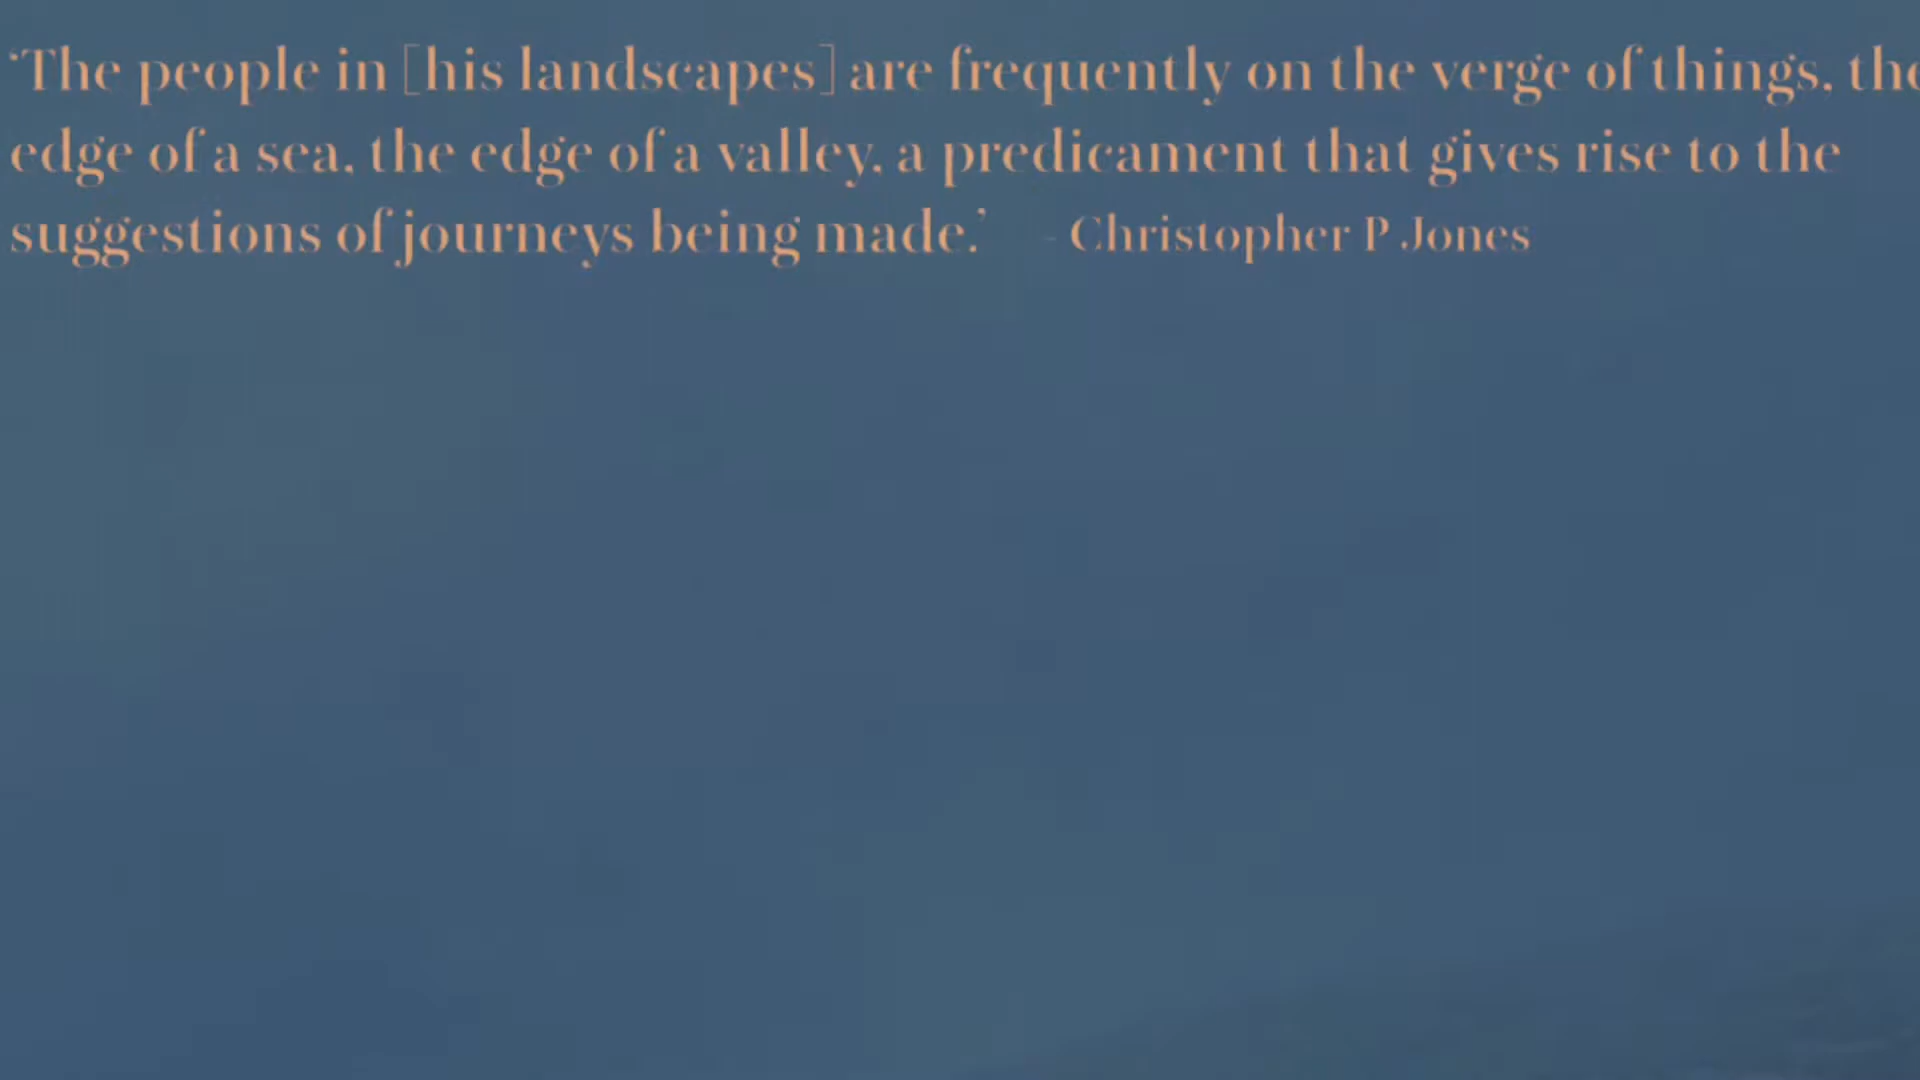 ‘The people in [his landscapes] are frequently on the verge of things, the
edge of a sea, the edge of a valley, a predicament that gives rise to the
suggestions of journeys being made.’ - Christopher P Jones